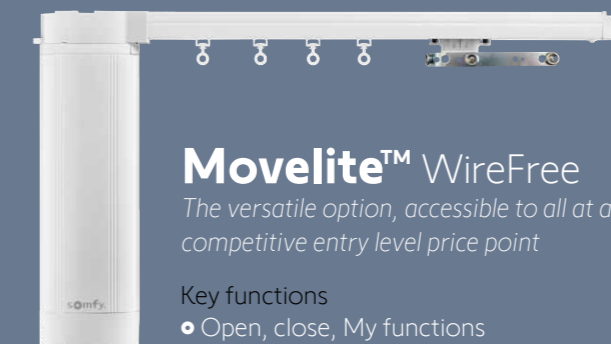 somfy.
Movelite™ WireFree
The versatile option, accessible to all at a
competitive entry level price point
Key functions
Open, close, My functions